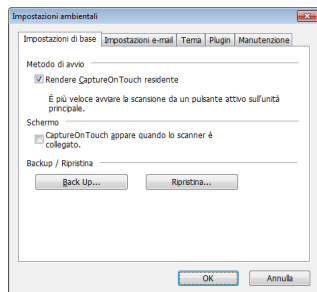 Impostazioni ambientali
Impostazioni di base Impostazioni e-mail Tema Plugin Manutenzione
Metodo di avvio
Rendere CaptureOnTouch residente
È più veloce avviare la scansione da un pulsante attivo sull'unità
principale.
Schermo
CaptureOnTouch appare quando lo scanner è
collegato.
Backup / Ripristina
Back Up... Ripristina...
OK Annulla